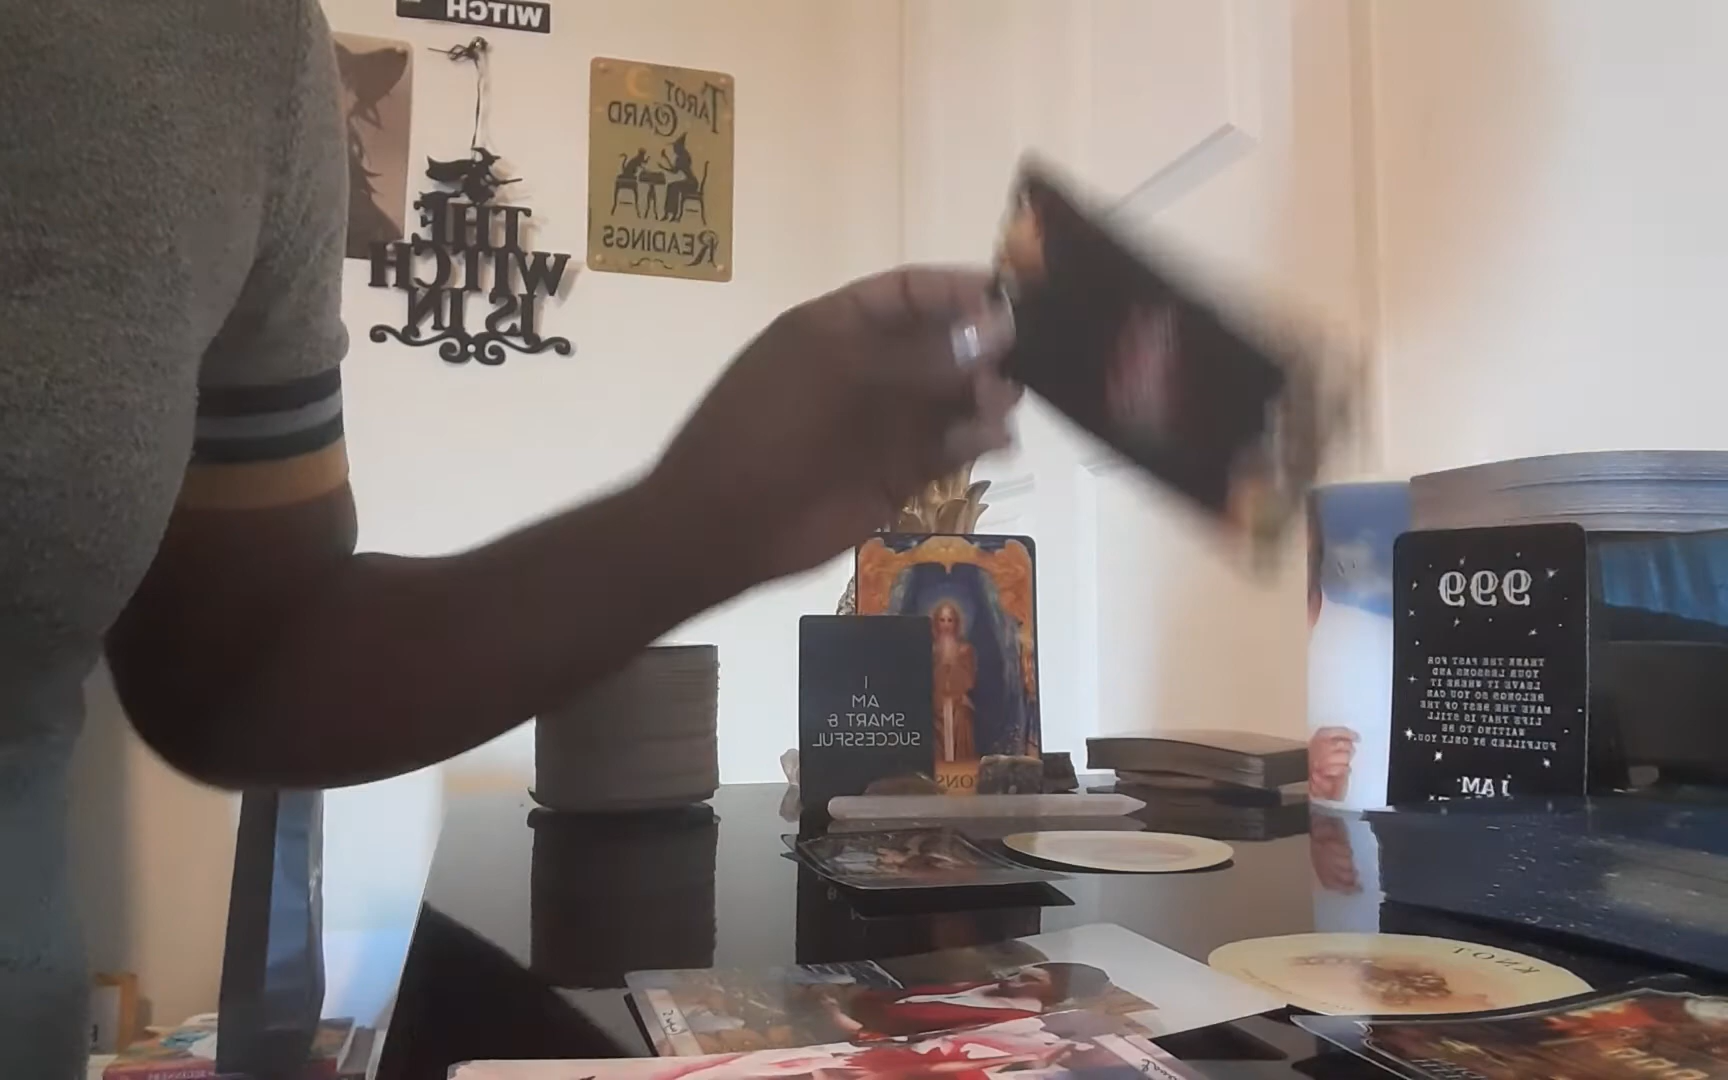 WITCH
THE
WITCH
IS IN
TAROT
CARD
READINGS
I
AM
SMART &
SUCCESSFUL
999
THANK THE PAST FOR
YOUR LESSONS AND
LEAVE IT WHERE IT
BELONGS SO YOU CAN
MAKE THE BEST OF THE
LIFE THAT IS STILL
WAITING TO BE
FULFILLED BY ONLY YOU.
I AM
KNOT